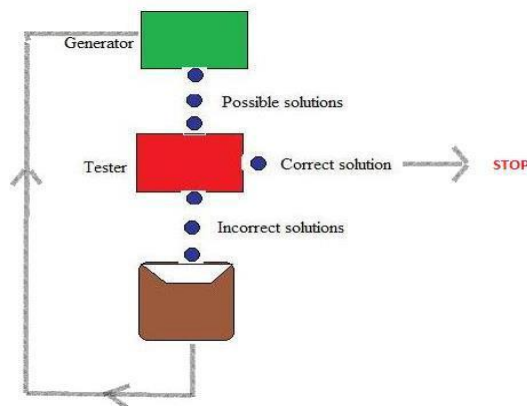 Generator
Possible solutions
Tester
Correct solution
STOP
Incorrect solutions